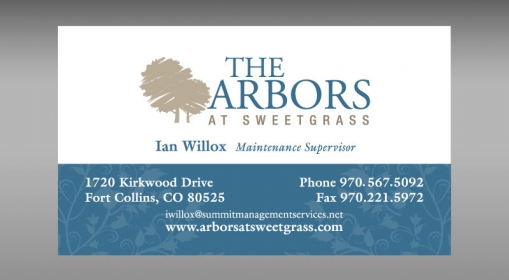 THE
ARBORS
AT SWEETGRASS
Ian Willox Maintenance Supervisor
1720 Kirkwood Drive Phone 970.567.5092
Fort Collins, CO 80525 Fax 970.221.5972
iwillox@summitmanagementservices.net
www.arborsatsweetgrass.com